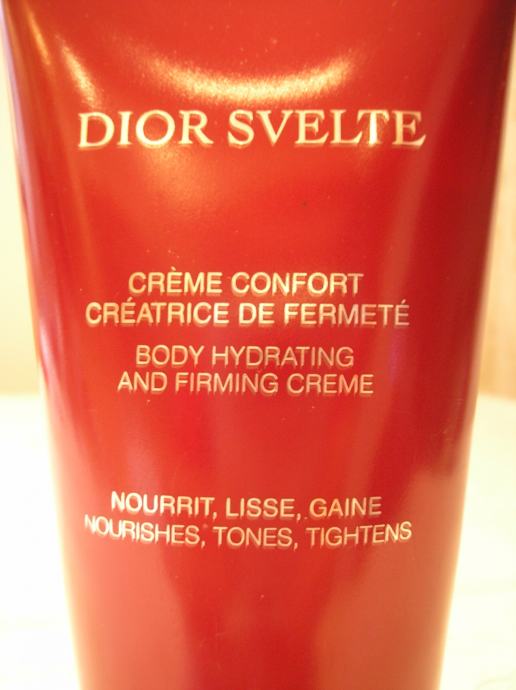 DIOR SVELTE
CRÈME CONFORT
CRÉATRICE DE FERMETÉ
BODY HYDRATING
AND FIRMING CREME
NOURRIT, LISSE, GAINE
NOURISHES, TONES, TIGHTENS